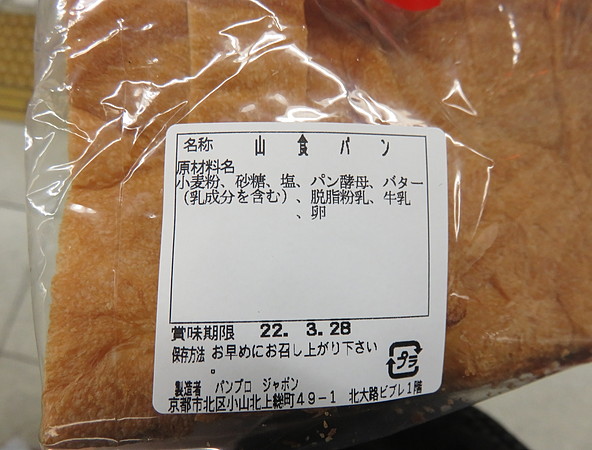 名称　山　食　パ　ン
原材料名
小麦粉、砂糖、塩、パン酵母、バター
（乳成分を含む）、脱脂粉乳、牛乳
、卵
賞味期限　22. 3.28
保存方法 お早めにお召し上がり下さい
。
プラ
製造者　パンプロ　ジャポン
京都市北区小山北上総町４９－１　北大路ビブレ１階